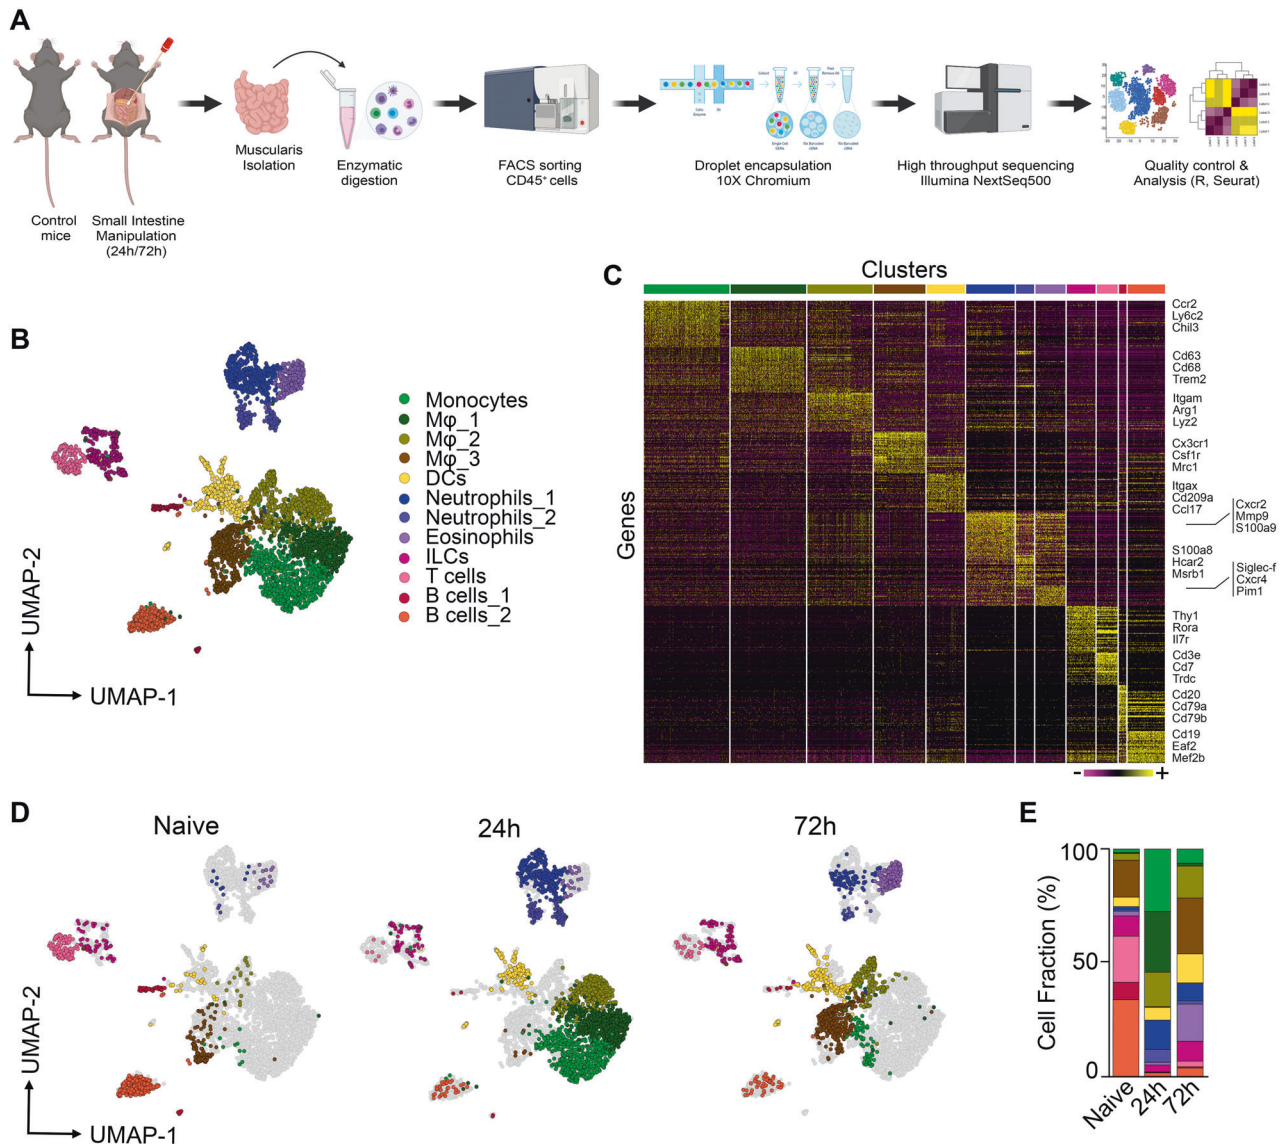 A
Control
mice
Small Intestine
Manipulation
(24h/72h)
Muscularis
Isolation
Enzymatic
digestion
FACS sorting
CD45⁺ cells
Droplet encapsulation
10X Chromium
High throughput sequencing
Illumina NextSeq500
Quality control &
Analysis (R, Seurat)
B
Monocytes
Mφ_1
Mφ_2
Mφ_3
DCs
Neutrophils_1
Neutrophils_2
Eosinophils
ILCs
T cells
B cells_1
B cells_2
UMAP-2
UMAP-1
C
Clusters
Genes
Ccr2
Ly6c2
Chil3
Cd63
Cd68
Trem2
Itgam
Arg1
Lyz2
Cx3cr1
Csf1r
Mrc1
Itgax
Cd209a
Ccl17
Cxcr2
Mmp9
S100a9
S100a8
Hcar2
Msrb1
Siglec-f
Cxcr4
Pim1
Thy1
Rora
Il7r
Cd3e
Cd7
Trdc
Cd20
Cd79a
Cd79b
Cd19
Eaf2
Mef2b
- +
D
Naive
24h
72h
UMAP-2
UMAP-1
E
Cell Fraction (%)
100
50
0
Naive
24h
72h